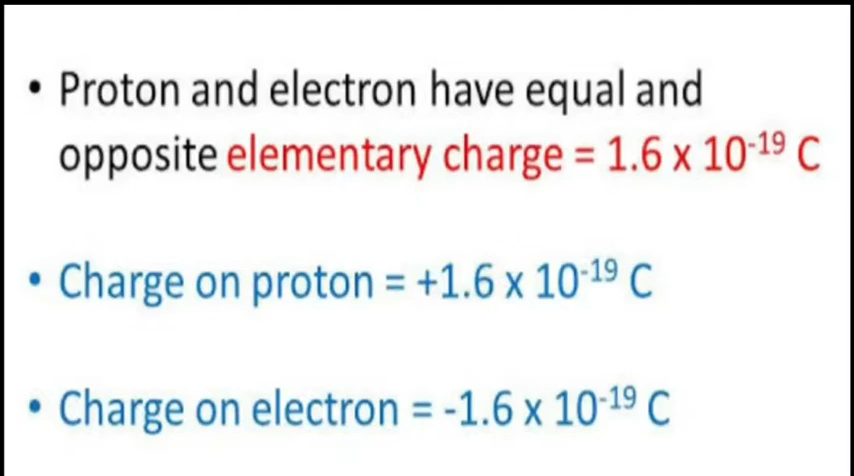 • Proton and electron have equal and
opposite elementary charge = 1.6 x 10⁻¹⁹ C
• Charge on proton = +1.6 x 10⁻¹⁹ C
• Charge on electron = -1.6 x 10⁻¹⁹ C